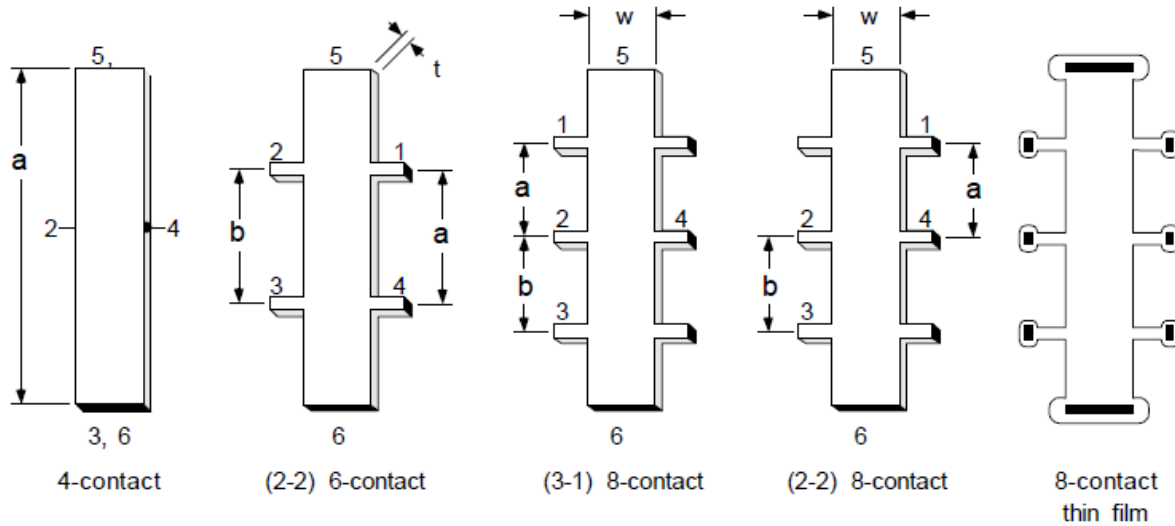 5,
a
2
4
3, 6
4-contact
5
t
2
1
b
a
3
4
6
(2-2) 6-contact
w
5
1
a
2
4
b
3
6
(3-1) 8-contact
w
5
1
a
2
4
b
3
6
(2-2) 8-contact
8-contact
thin film